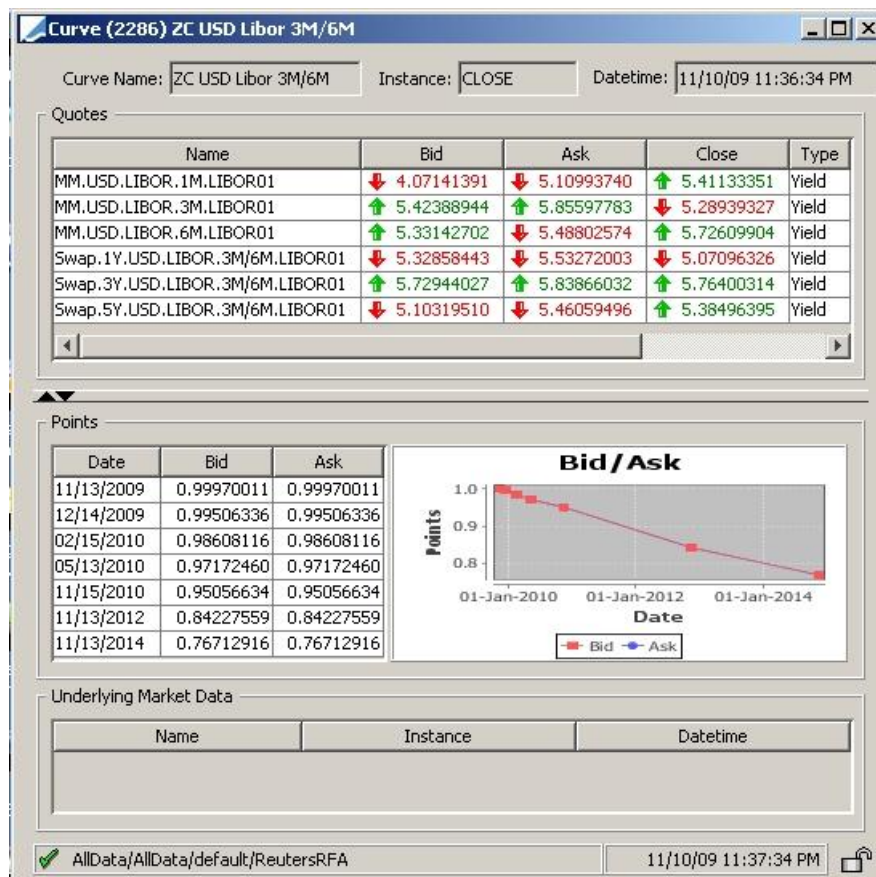 Curve (2286) ZC USD Libor 3M/6M
Curve Name: ZC USD Libor 3M/6M Instance: CLOSE Datetime: 11/10/09 11:36:34 PM
Quotes
Name Bid Ask Close Type
MM.USD.LIBOR.1M.LIBOR01 4.07141391 5.10993740 5.41133351 Yield
MM.USD.LIBOR.3M.LIBOR01 5.42388944 5.85597783 5.28939327 Yield
MM.USD.LIBOR.6M.LIBOR01 5.33142702 5.48802574 5.72609904 Yield
Swap.1Y.USD.LIBOR.3M/6M.LIBOR01 5.32858443 5.53272003 5.07096326 Yield
Swap.3Y.USD.LIBOR.3M/6M.LIBOR01 5.72944027 5.83866032 5.76400314 Yield
Swap.5Y.USD.LIBOR.3M/6M.LIBOR01 5.10319510 5.46059496 5.38496395 Yield
Points
Date Bid Ask
11/13/2009 0.99970011 0.99970011
12/14/2009 0.99506336 0.99506336
02/15/2010 0.98608116 0.98608116
05/13/2010 0.97172460 0.97172460
11/15/2010 0.95056634 0.95056634
11/13/2012 0.84227559 0.84227559
11/13/2014 0.76712916 0.76712916
Bid/Ask
Points
1.0
0.9
0.8
01-Jan-2010 01-Jan-2012 01-Jan-2014
Date
Bid Ask
Underlying Market Data
Name Instance Datetime
AllData/AllData/default/ReutersRFA 11/10/09 11:37:34 PM